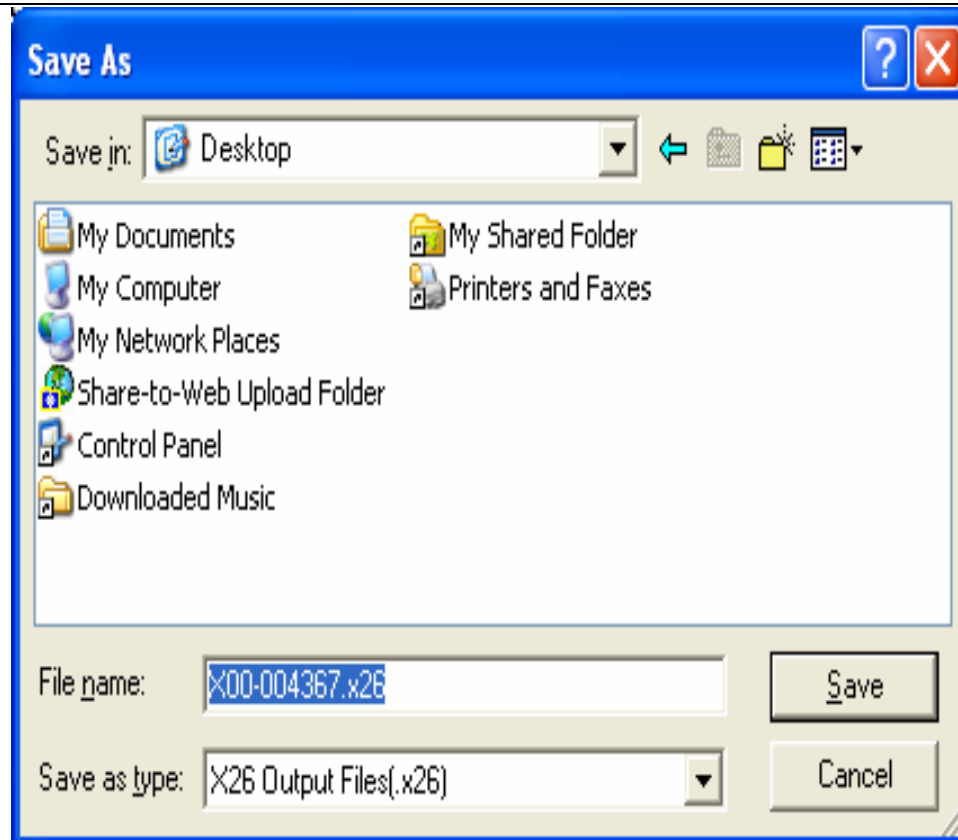 Save As
Save in: Desktop
My Documents
My Computer
My Network Places
Share-to-Web Upload Folder
Control Panel
Downloaded Music
My Shared Folder
Printers and Faxes
File name: X00-004367.x26
Save
Save as type: X26 Output Files(.x26)
Cancel